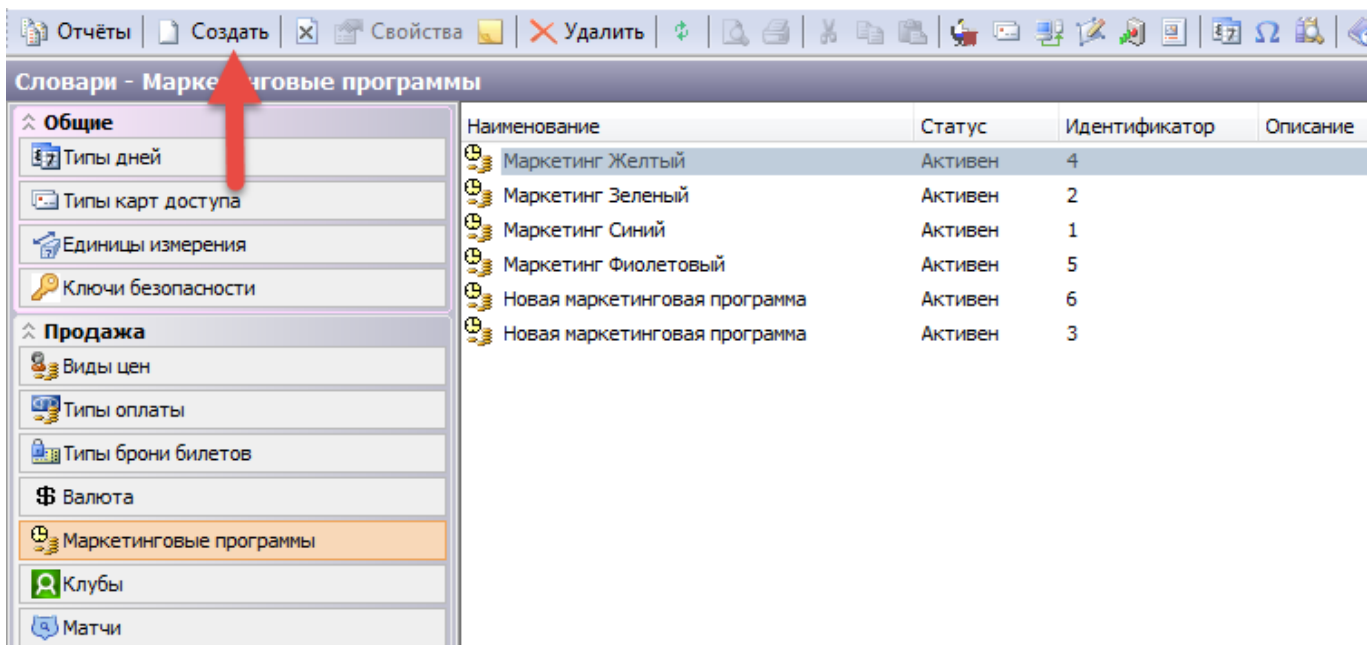 Отчёты Создать Свойства Удалить
Словари - Маркетинговые программы
Общие
Типы дней
Типы карт доступа
Единицы измерения
Ключи безопасности
Продажа
Виды цен
Типы оплаты
Типы брони билетов
Валюта
Маркетинговые программы
Клубы
Матчи
Наименование Статус Идентификатор Описание
Маркетинг Желтый Активен 4
Маркетинг Зеленый Активен 2
Маркетинг Синий Активен 1
Маркетинг Фиолетовый Активен 5
Новая маркетинговая программа Активен 6
Новая маркетинговая программа Активен 3